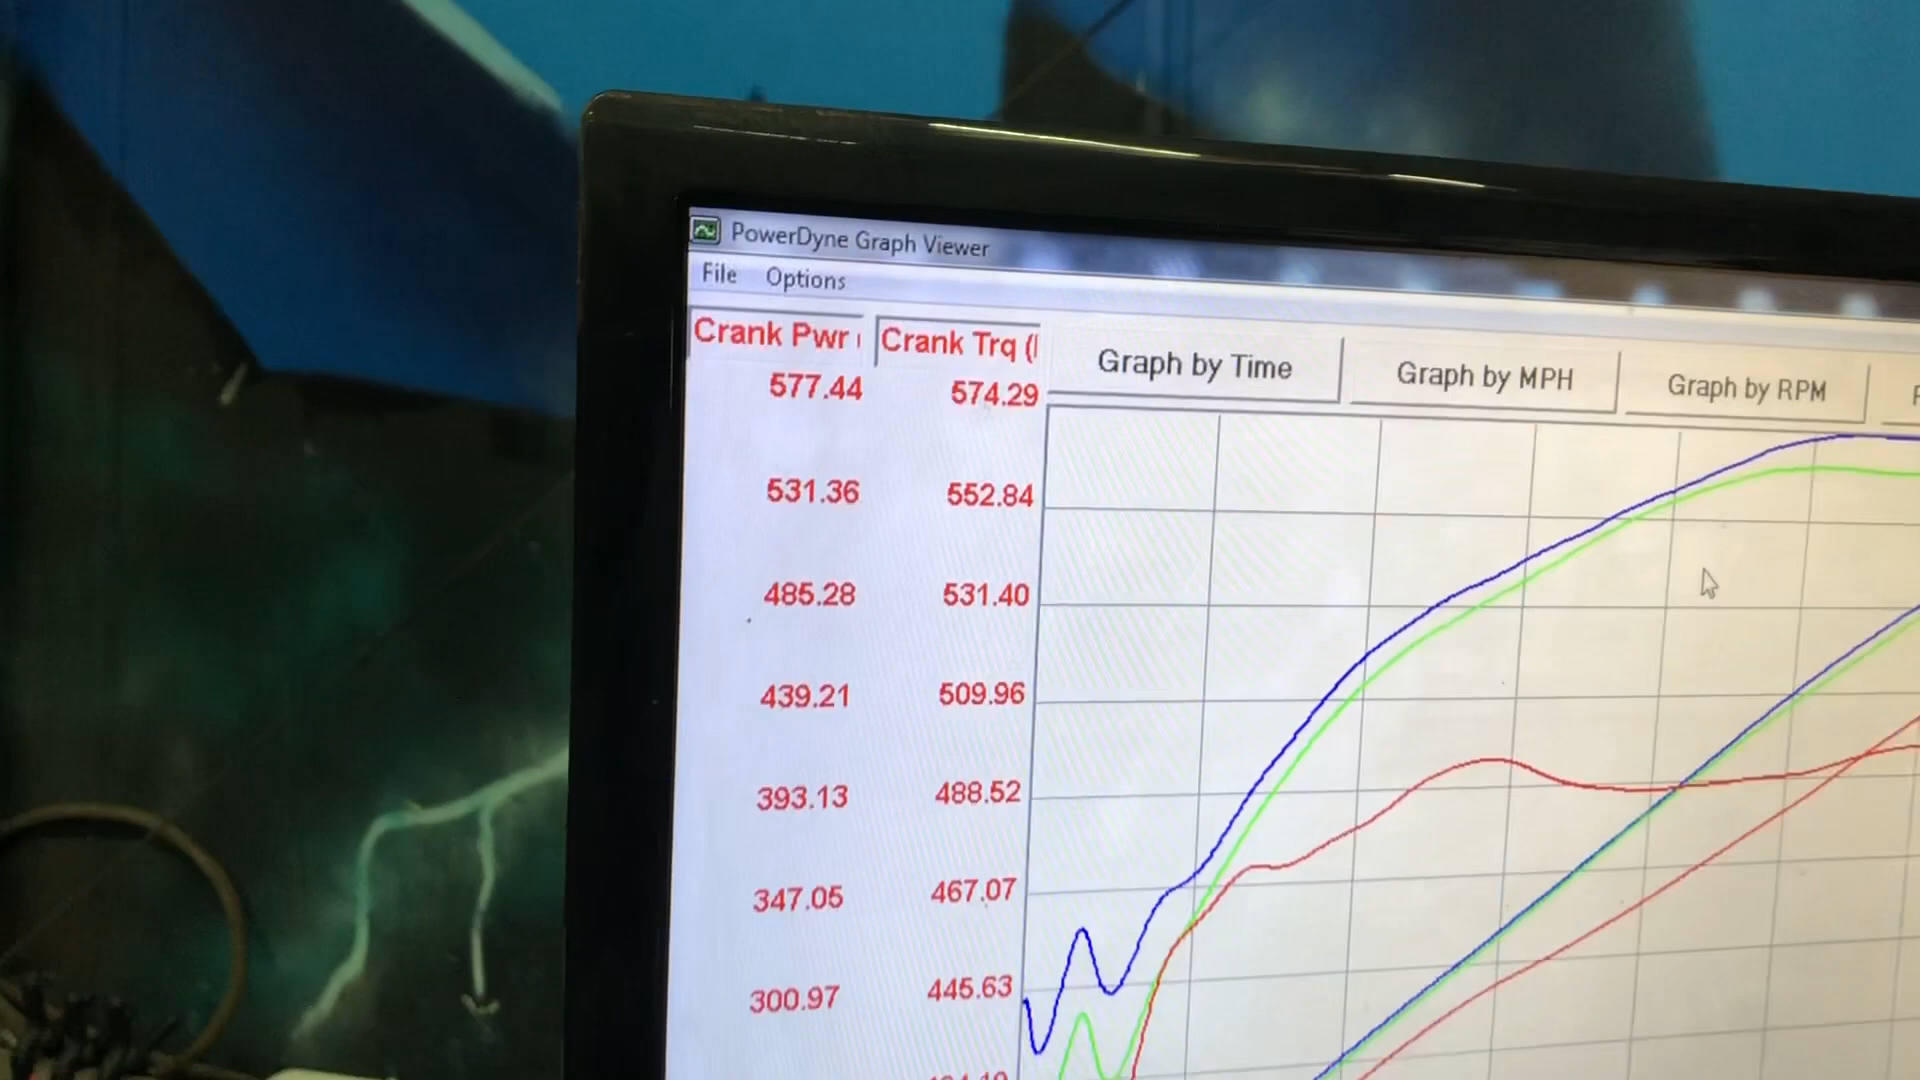 PowerDyne Graph Viewer
File Options
Crank Pwr Crank Trq (
Graph by Time Graph by MPH Graph by RPM
577.44 574.29
531.36 552.84
485.28 531.40
439.21 509.96
393.13 488.52
347.05 467.07
300.97 445.63